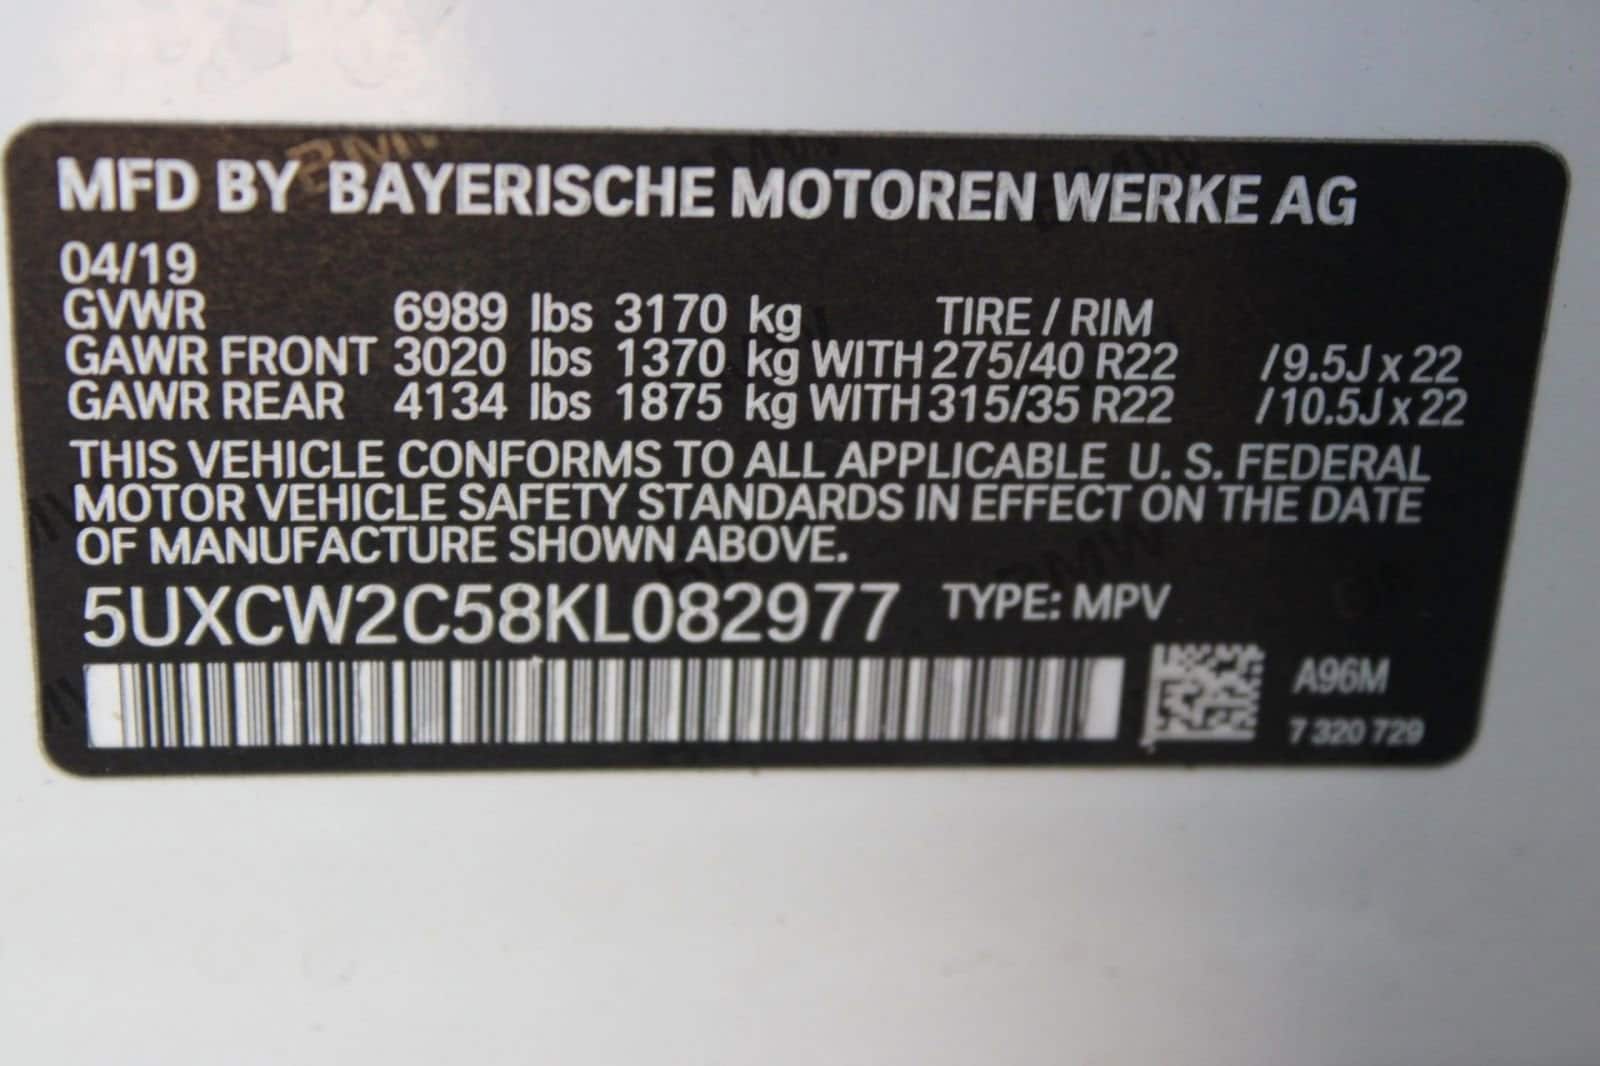 MFD BY BAYERISCHE MOTOREN WERKE AG
04/19
GVWR 6989 lbs 3170 kg TIRE / RIM
GAWR FRONT 3020 lbs 1370 kg WITH 275/40 R22 /9.5J x 22
GAWR REAR 4134 lbs 1875 kg WITH 315/35 R22 /10.5J x 22
THIS VEHICLE CONFORMS TO ALL APPLICABLE U. S. FEDERAL
MOTOR VEHICLE SAFETY STANDARDS IN EFFECT ON THE DATE
OF MANUFACTURE SHOWN ABOVE.
5UXCW2C58KL082977 TYPE: MPV
A96M
7 320 729